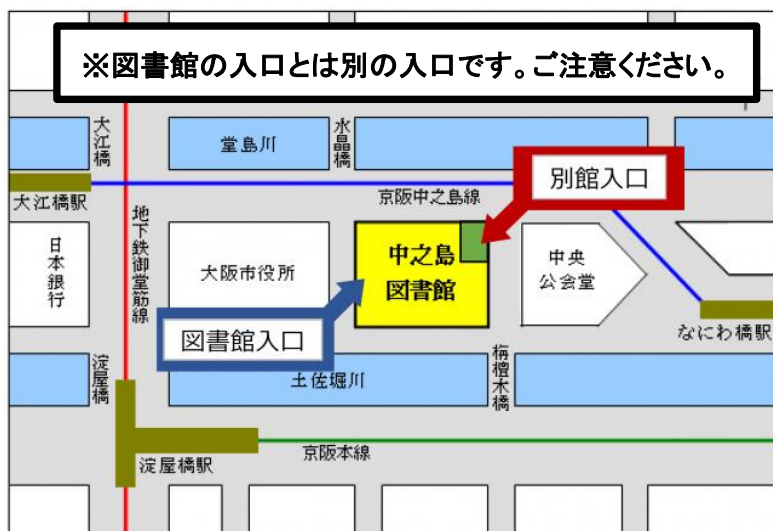 ※図書館の入口とは別の入口です。ご注意ください。
大江橋
堂島川
水晶橋
別館入口
大江橋駅
京阪中之島線
地下鉄御堂筋線
日本銀行
大阪市役所
中之島
図書館
中央
公会堂
図書館入口
なにわ橋駅
淀屋橋
土佐堀川
栴檀木橋
京阪本線
淀屋橋駅